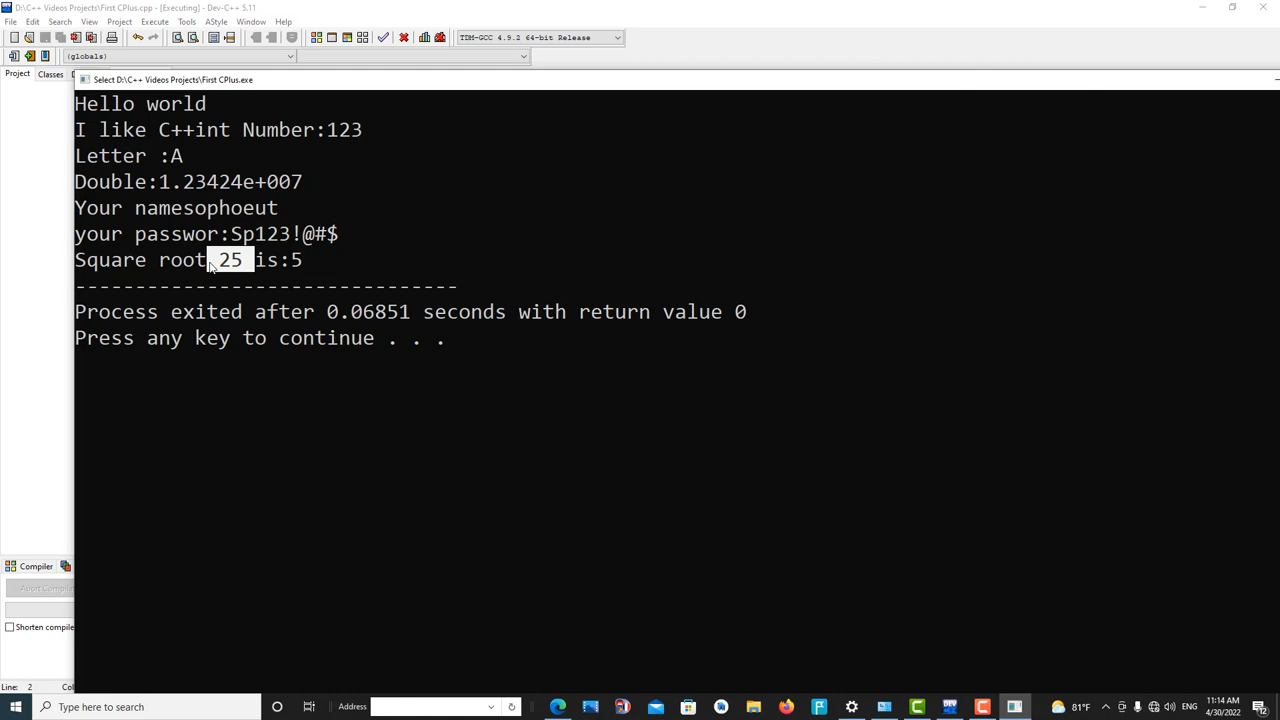 D:\C++ Videos Projects\First CPlus.cpp - [Executing] - Dev-C++ 5.11
File Edit Search View Project Execute Tools AStyle Window Help
TDM-GCC 4.9.2 64-bit Release
(globals)
Project Classes
Select D:\C++ Videos Projects\First CPlus.exe
Hello world
I like C++int Number:123
Letter :A
Double:1.23424e+007
Your namesophoeut
your passwor:Sp123!@#$
Square root 25 is:5
--------------------------------
Process exited after 0.06851 seconds with return value 0
Press any key to continue . . .
Compiler
Abort Compila
Shorten compile
Line: 2 Col
Type here to search
Address
81°F
ENG
11:14 AM
4/30/2022